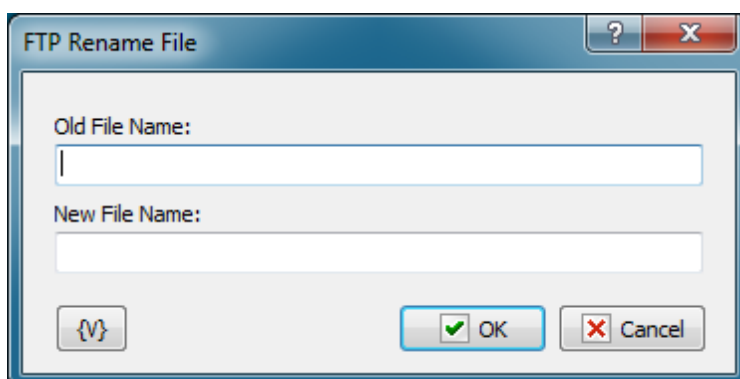 FTP Rename File
?
Old File Name:
New File Name:
{V} OK Cancel